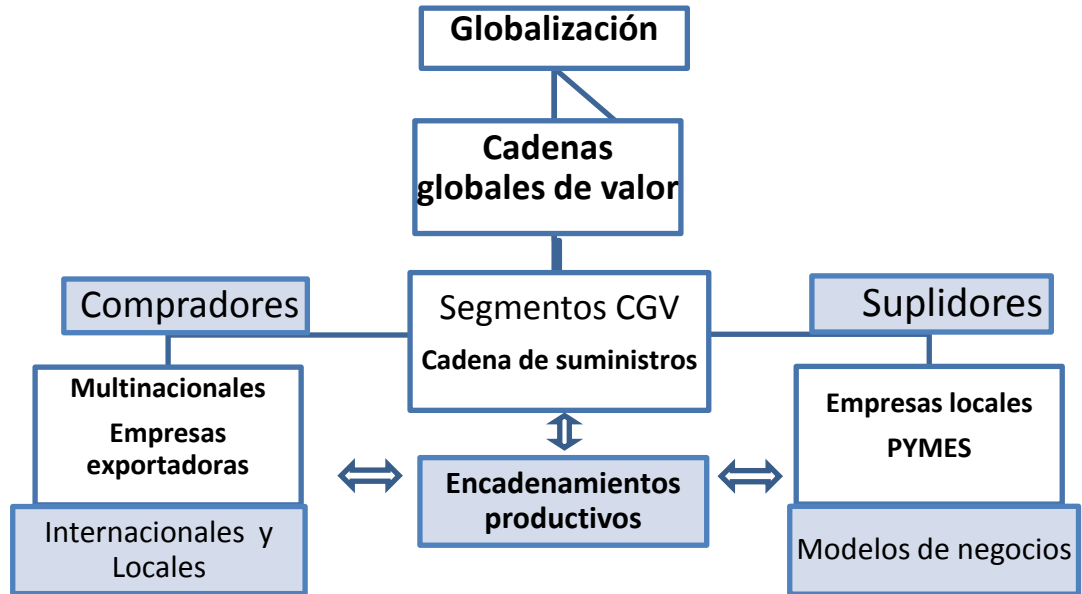 Globalización
Cadenas
globales de valor
Compradores
Segmentos CGV
Cadena de suministros
Suplidores
Multinacionales
Empresas
exportadoras
Internacionales y
Locales
Encadenamientos
productivos
Empresas locales
PYMES
Modelos de negocios